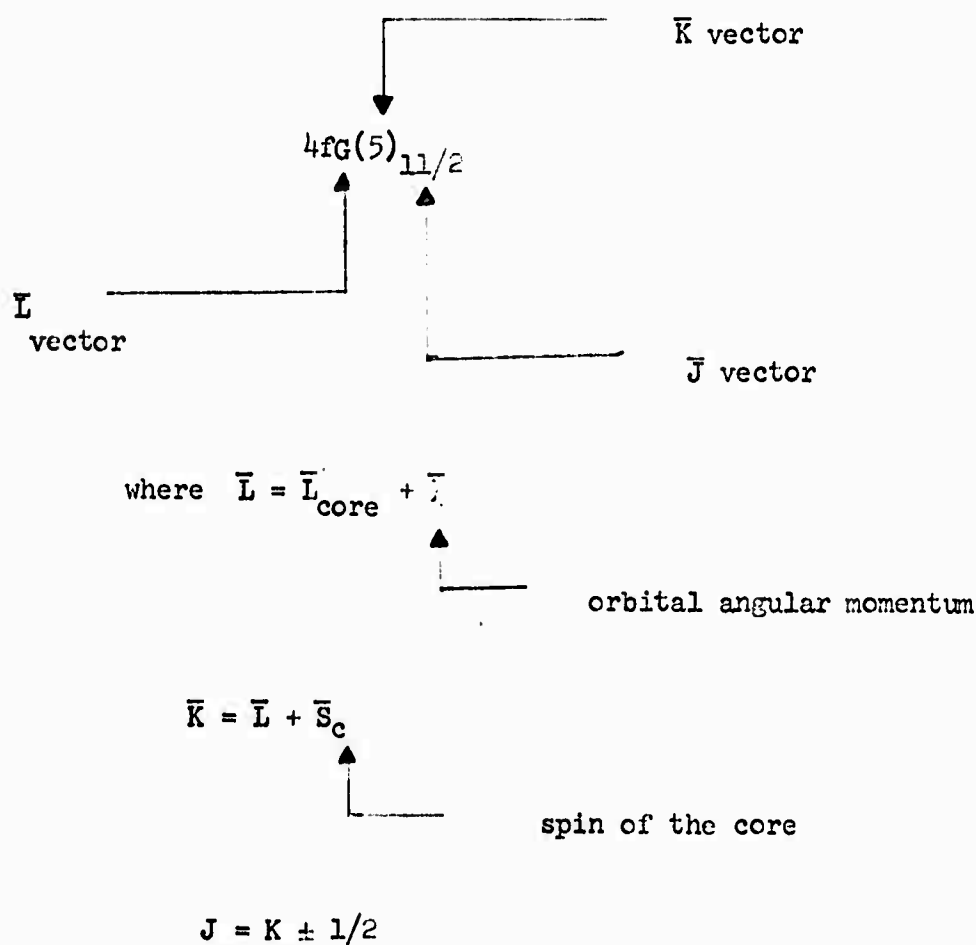 K̄ vector
4fG(5)₁₁/₂
L̄
vector
J̄ vector
where L̄ = L̄core +
orbital angular momentum
K̄ = L̄ + S̄c
spin of the core
J = K ± 1/2